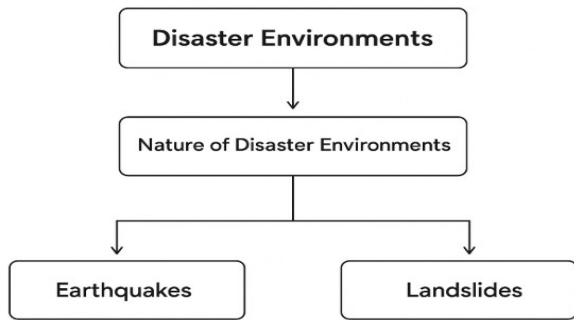 Disaster Environments
Nature of Disaster Environments
Earthquakes
Landslides